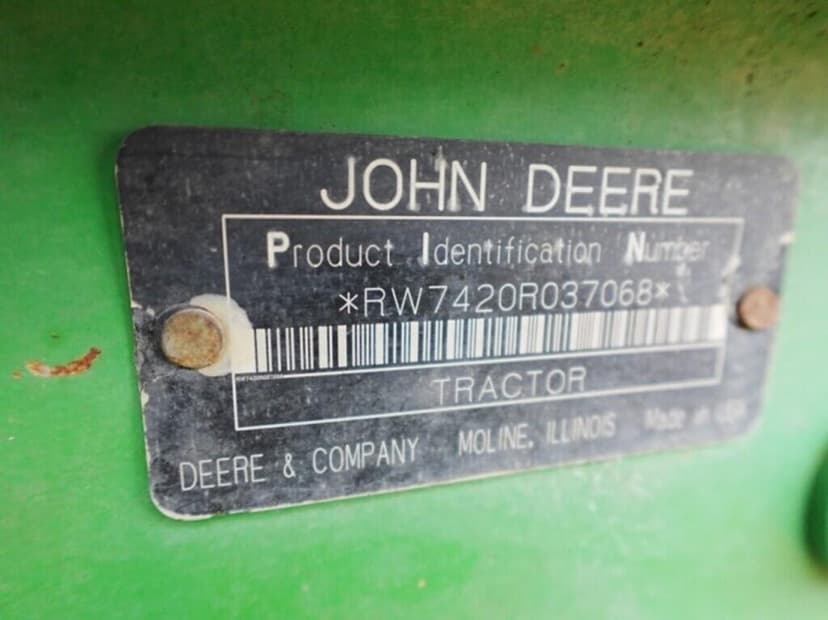 JOHN DEERE
Product Identification Number
*RW7420R037068*
TRACTOR
DEERE & COMPANY MOLINE, ILLINOIS Made in USA